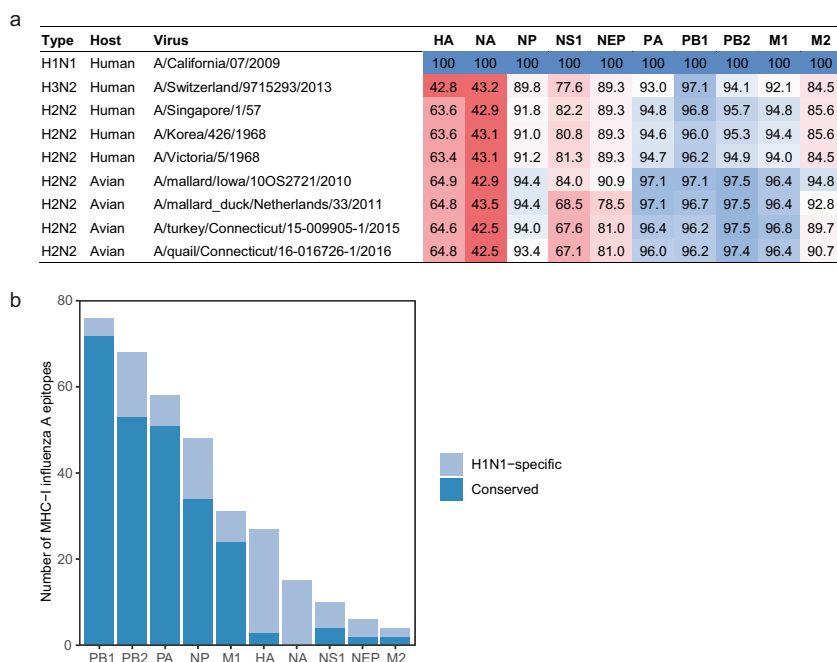 a
Type Host Virus HA NA NP NS1 NEP PA PB1 PB2 M1 M2
H1N1 Human A/California/07/2009 100 100 100 100 100 100 100 100 100 100
H3N2 Human A/Switzerland/9715293/2013 42.8 43.2 89.8 77.6 89.3 93.0 97.1 94.1 92.1 84.5
H2N2 Human A/Singapore/1/57 63.6 42.9 91.8 82.2 89.3 94.8 96.8 95.7 94.8 85.6
H2N2 Human A/Korea/426/1968 63.6 43.1 91.0 80.8 89.3 94.6 96.0 95.3 94.4 85.6
H2N2 Human A/Victoria/5/1968 63.4 43.1 91.2 81.3 89.3 94.7 96.2 94.9 94.0 84.5
H2N2 Avian A/mallard/Iowa/10OS2721/2010 64.9 42.9 94.4 84.0 90.9 97.1 97.1 97.5 96.4 94.8
H2N2 Avian A/mallard_duck/Netherlands/33/2011 64.8 43.5 94.4 68.5 78.5 97.1 96.7 97.5 96.4 92.8
H2N2 Avian A/turkey/Connecticut/15-009905-1/2015 64.6 42.5 94.0 67.6 81.0 96.4 96.2 97.5 96.8 89.7
H2N2 Avian A/quail/Connecticut/16-016726-1/2016 64.8 42.5 93.4 67.1 81.0 96.0 96.2 97.4 96.4 90.7
b
Number of MHC−I influenza A epitopes
80
60
40
20
0
PB1 PB2 PA NP M1 HA NA NS1 NEP M2
H1N1−specific
Conserved